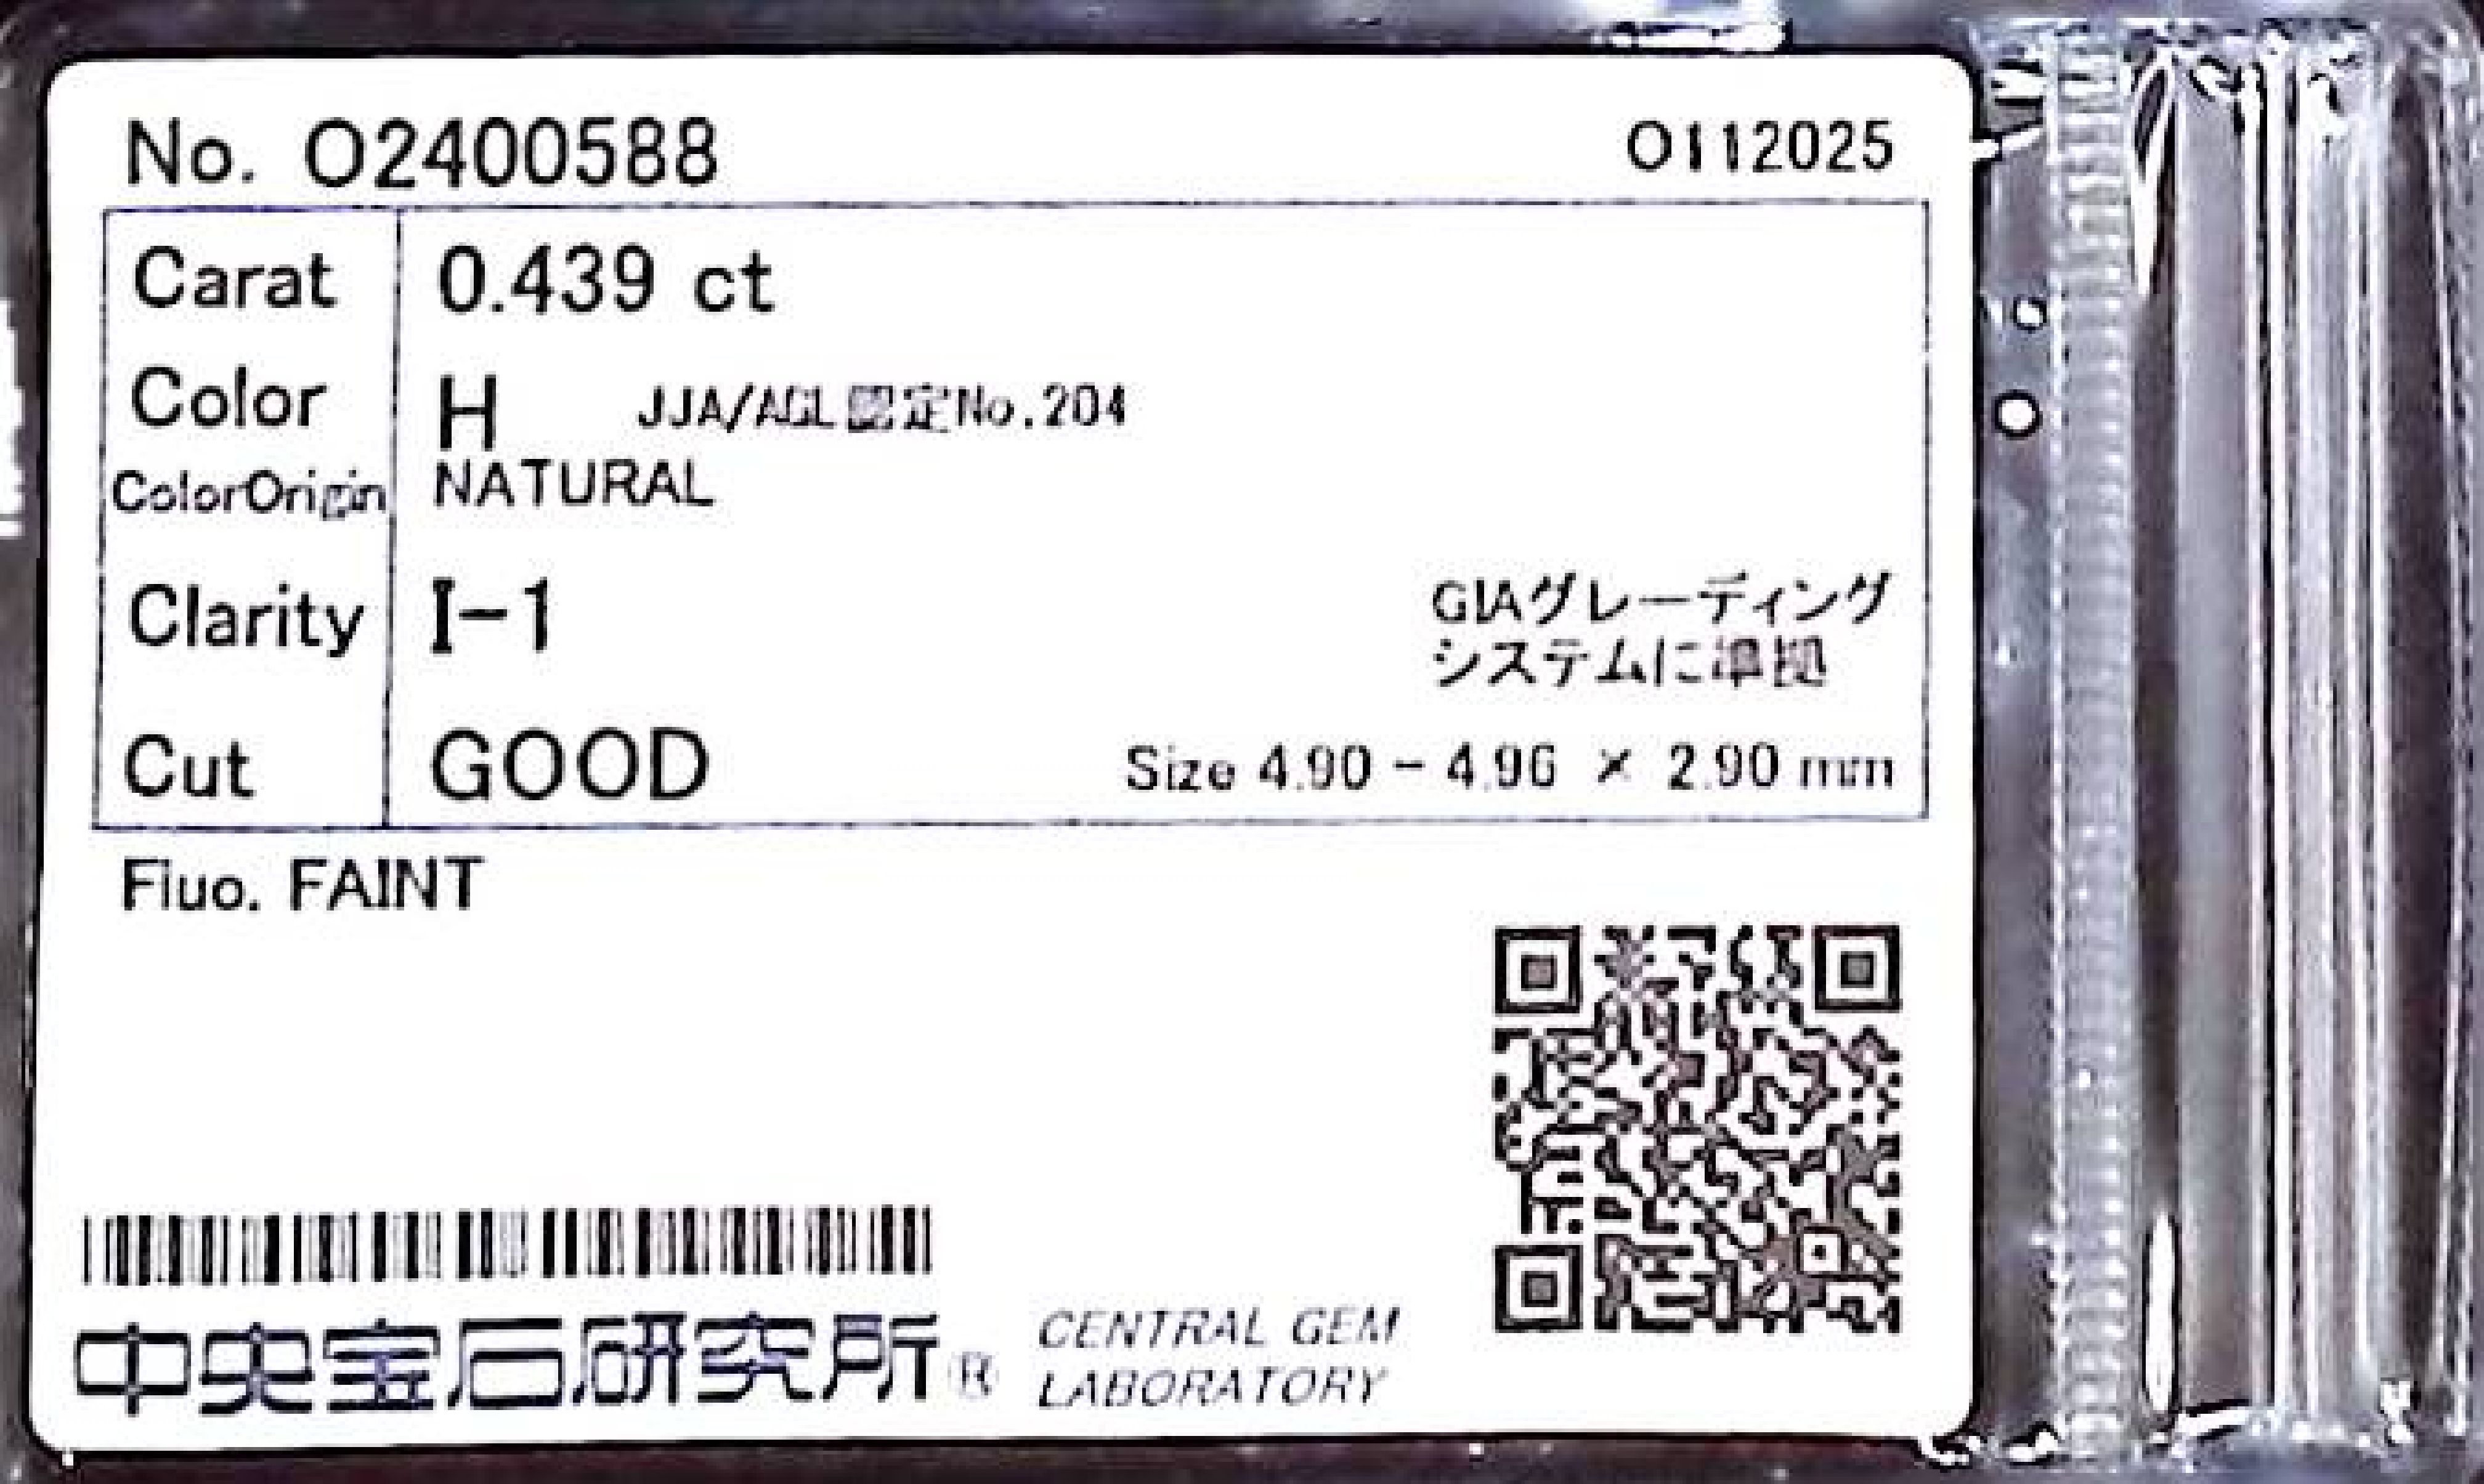 No. O2400588 O112025
Carat 0.439 ct
Color H JJA/AGL認定No.204
ColorOrigin NATURAL
Clarity I-1
GIAグレーディング
システムに準拠
Cut GOOD Size 4.90 - 4.96 × 2.90 mm
Fluo. FAINT
中央宝石研究所® CENTRAL GEM
LABORATORY